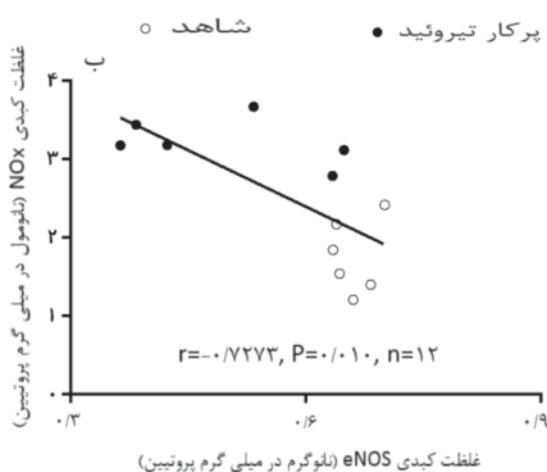 شاهد
پرکار تیروئید
ب
غلظت کبدی NOx (نانومول در میلی گرم پروتیین)
۴
۳
۲
۱
۰
r=-۰/۷۲۷۳, P=۰/۰۱۰, n=۱۲
۰/۳
۰/۶
۰/۹
غلظت کبدی eNOS (نانوگرم در میلی گرم پروتیین)